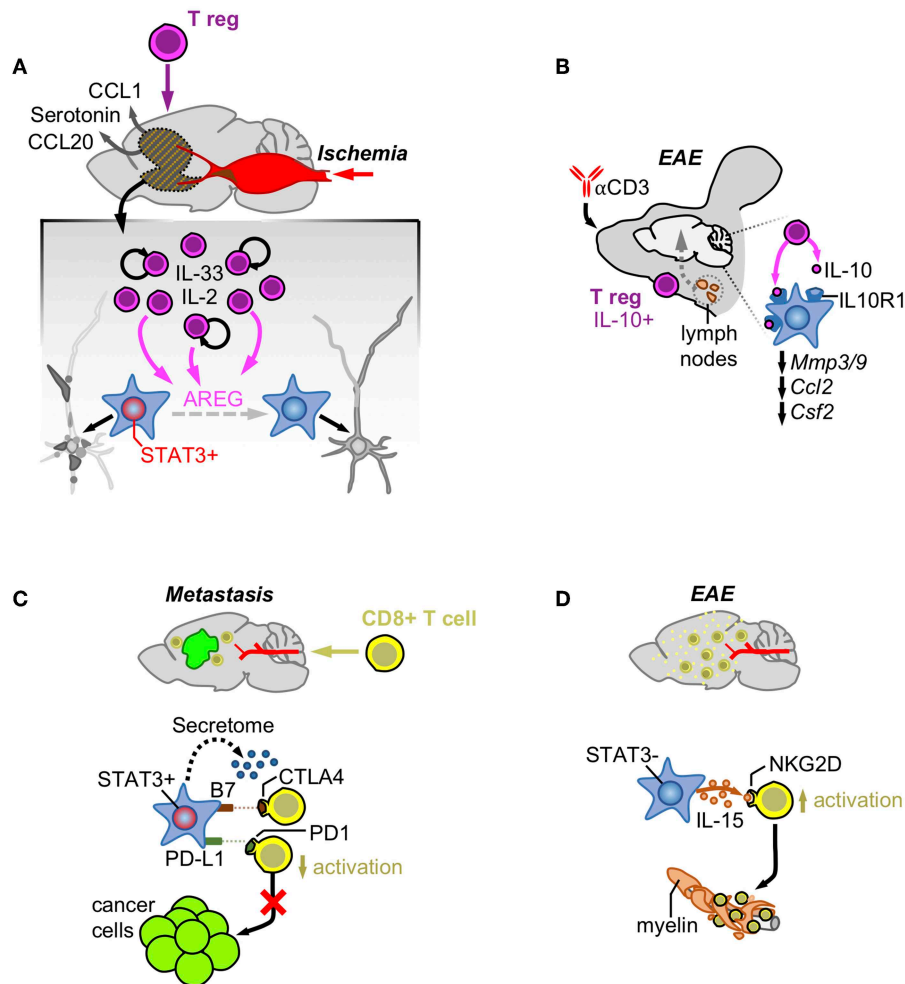 T reg
A
CCL1
Serotonin
CCL20
Ischemia
IL-33
IL-2
AREG
STAT3+
B
EAE
αCD3
T reg
IL-10+
lymph
nodes
IL-10
IL10R1
Mmp3/9
Ccl2
Csf2
C
Metastasis
CD8+ T cell
Secretome
STAT3+
B7
CTLA4
PD1
PD-L1
activation
cancer
cells
D
EAE
STAT3-
NKG2D
activation
IL-15
myelin